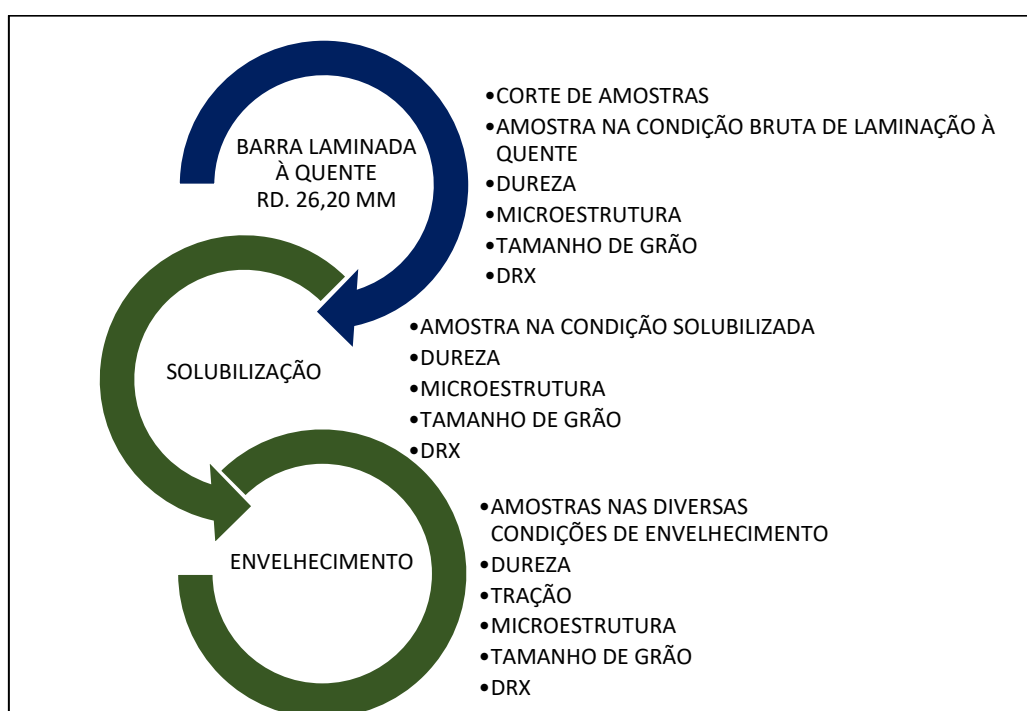 BARRA LAMINADA
À QUENTE
RD. 26,20 MM
•CORTE DE AMOSTRAS
•AMOSTRA NA CONDIÇÃO BRUTA DE LAMINAÇÃO À
QUENTE
•DUREZA
•MICROESTRUTURA
•TAMANHO DE GRÃO
•DRX
SOLUBILIZAÇÃO
•AMOSTRA NA CONDIÇÃO SOLUBILIZADA
•DUREZA
•MICROESTRUTURA
•TAMANHO DE GRÃO
•DRX
ENVELHECIMENTO
•AMOSTRAS NAS DIVERSAS
CONDIÇÕES DE ENVELHECIMENTO
•DUREZA
•TRAÇÃO
•MICROESTRUTURA
•TAMANHO DE GRÃO
•DRX